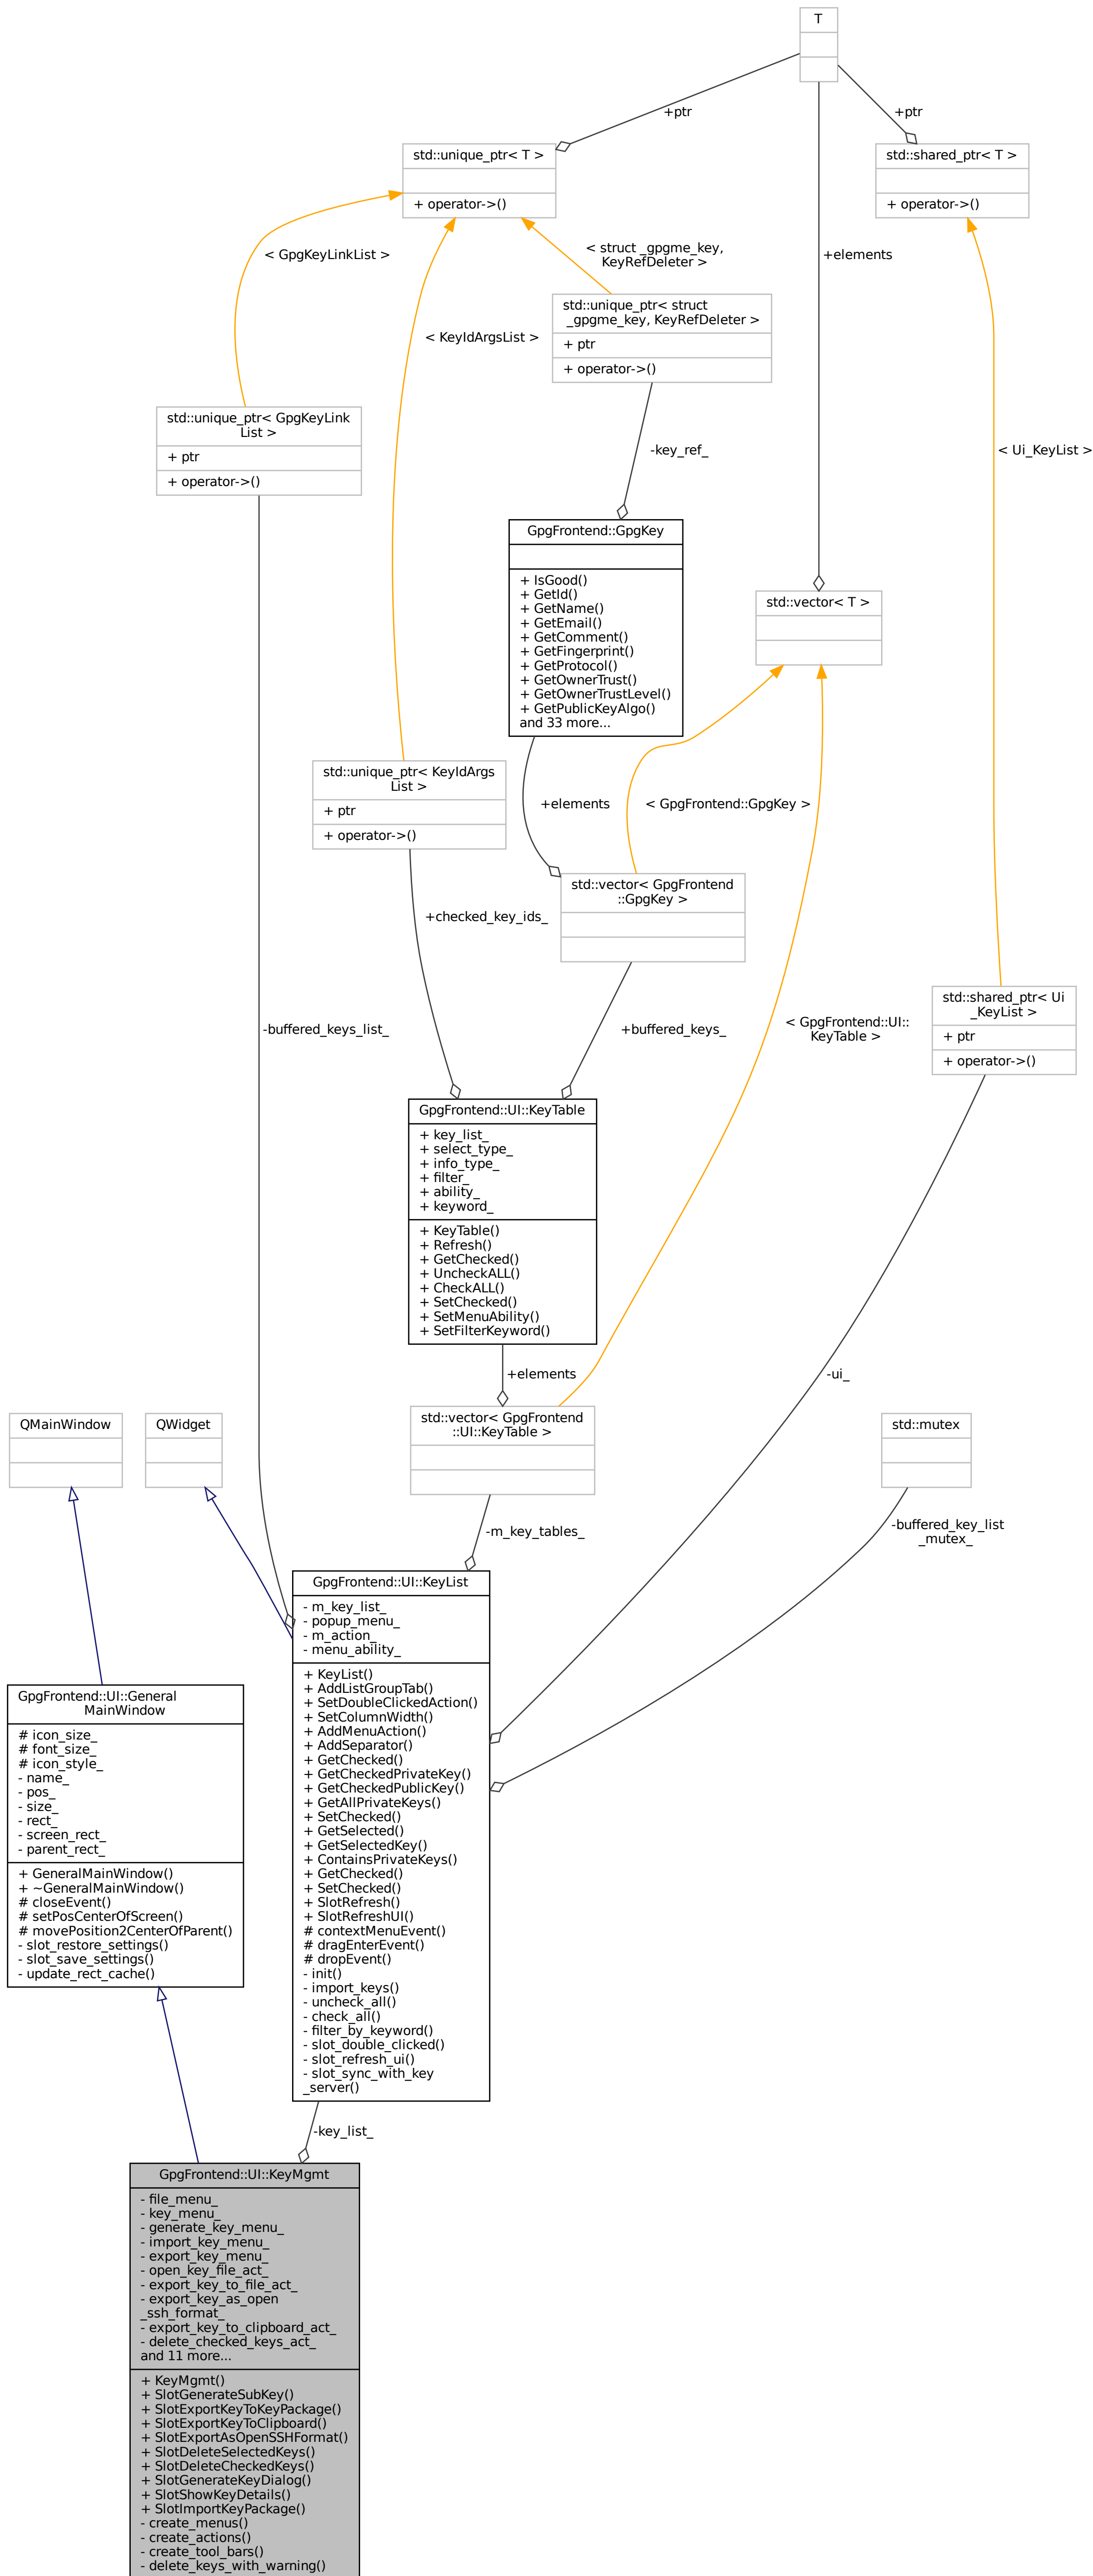 T
+ptr
+ptr
std::unique_ptr< T >
+ operator->()
std::shared_ptr< T >
+ operator->()
< GpgKeyLinkList >
< struct _gpgme_key,
KeyRefDeleter >
+elements
std::unique_ptr< struct
_gpgme_key, KeyRefDeleter >
+ ptr
+ operator->()
< KeyIdArgsList >
std::unique_ptr< GpgKeyLink
List >
+ ptr
+ operator->()
-key_ref_
< Ui_KeyList >
GpgFrontend::GpgKey
+ IsGood()
+ GetId()
+ GetName()
+ GetEmail()
+ GetComment()
+ GetFingerprint()
+ GetProtocol()
+ GetOwnerTrust()
+ GetOwnerTrustLevel()
+ GetPublicKeyAlgo()
and 33 more...
std::vector< T >
std::unique_ptr< KeyIdArgs
List >
+ ptr
+ operator->()
+elements
< GpgFrontend::GpgKey >
std::vector< GpgFrontend
::GpgKey >
+checked_key_ids_
-buffered_keys_list_
+buffered_keys_
< GpgFrontend::UI::
KeyTable >
std::shared_ptr< Ui
_KeyList >
+ ptr
+ operator->()
GpgFrontend::UI::KeyTable
+ key_list_
+ select_type_
+ info_type_
+ filter_
+ ability_
+ keyword_
+ KeyTable()
+ Refresh()
+ GetChecked()
+ UncheckALL()
+ CheckALL()
+ SetChecked()
+ SetMenuAbility()
+ SetFilterKeyword()
+elements
-ui_
QMainWindow
QWidget
std::vector< GpgFrontend
::UI::KeyTable >
std::mutex
-m_key_tables_
-buffered_key_list
_mutex_
GpgFrontend::UI::KeyList
- m_key_list_
- popup_menu_
- m_action_
- menu_ability_
+ KeyList()
+ AddListGroupTab()
+ SetDoubleClickedAction()
+ SetColumnWidth()
+ AddMenuAction()
+ AddSeparator()
+ GetChecked()
+ GetCheckedPrivateKey()
+ GetCheckedPublicKey()
+ GetAllPrivateKeys()
+ SetChecked()
+ GetSelected()
+ GetSelectedKey()
+ ContainsPrivateKeys()
+ GetChecked()
+ SetChecked()
+ SlotRefresh()
+ SlotRefreshUI()
# contextMenuEvent()
# dragEnterEvent()
# dropEvent()
- init()
- import_keys()
- uncheck_all()
- check_all()
- filter_by_keyword()
- slot_double_clicked()
- slot_refresh_ui()
- slot_sync_with_key
_server()
GpgFrontend::UI::General
MainWindow
# icon_size_
# font_size_
# icon_style_
- name_
- pos_
- size_
- rect_
- screen_rect_
- parent_rect_
+ GeneralMainWindow()
+ ~GeneralMainWindow()
# closeEvent()
# setPosCenterOfScreen()
# movePosition2CenterOfParent()
- slot_restore_settings()
- slot_save_settings()
- update_rect_cache()
-key_list_
GpgFrontend::UI::KeyMgmt
- file_menu_
- key_menu_
- generate_key_menu_
- import_key_menu_
- export_key_menu_
- open_key_file_act_
- export_key_to_file_act_
- export_key_as_open
_ssh_format_
- export_key_to_clipboard_act_
- delete_checked_keys_act_
and 11 more...
+ KeyMgmt()
+ SlotGenerateSubKey()
+ SlotExportKeyToKeyPackage()
+ SlotExportKeyToClipboard()
+ SlotExportAsOpenSSHFormat()
+ SlotDeleteSelectedKeys()
+ SlotDeleteCheckedKeys()
+ SlotGenerateKeyDialog()
+ SlotShowKeyDetails()
+ SlotImportKeyPackage()
- create_menus()
- create_actions()
- create_tool_bars()
- delete_keys_with_warning()